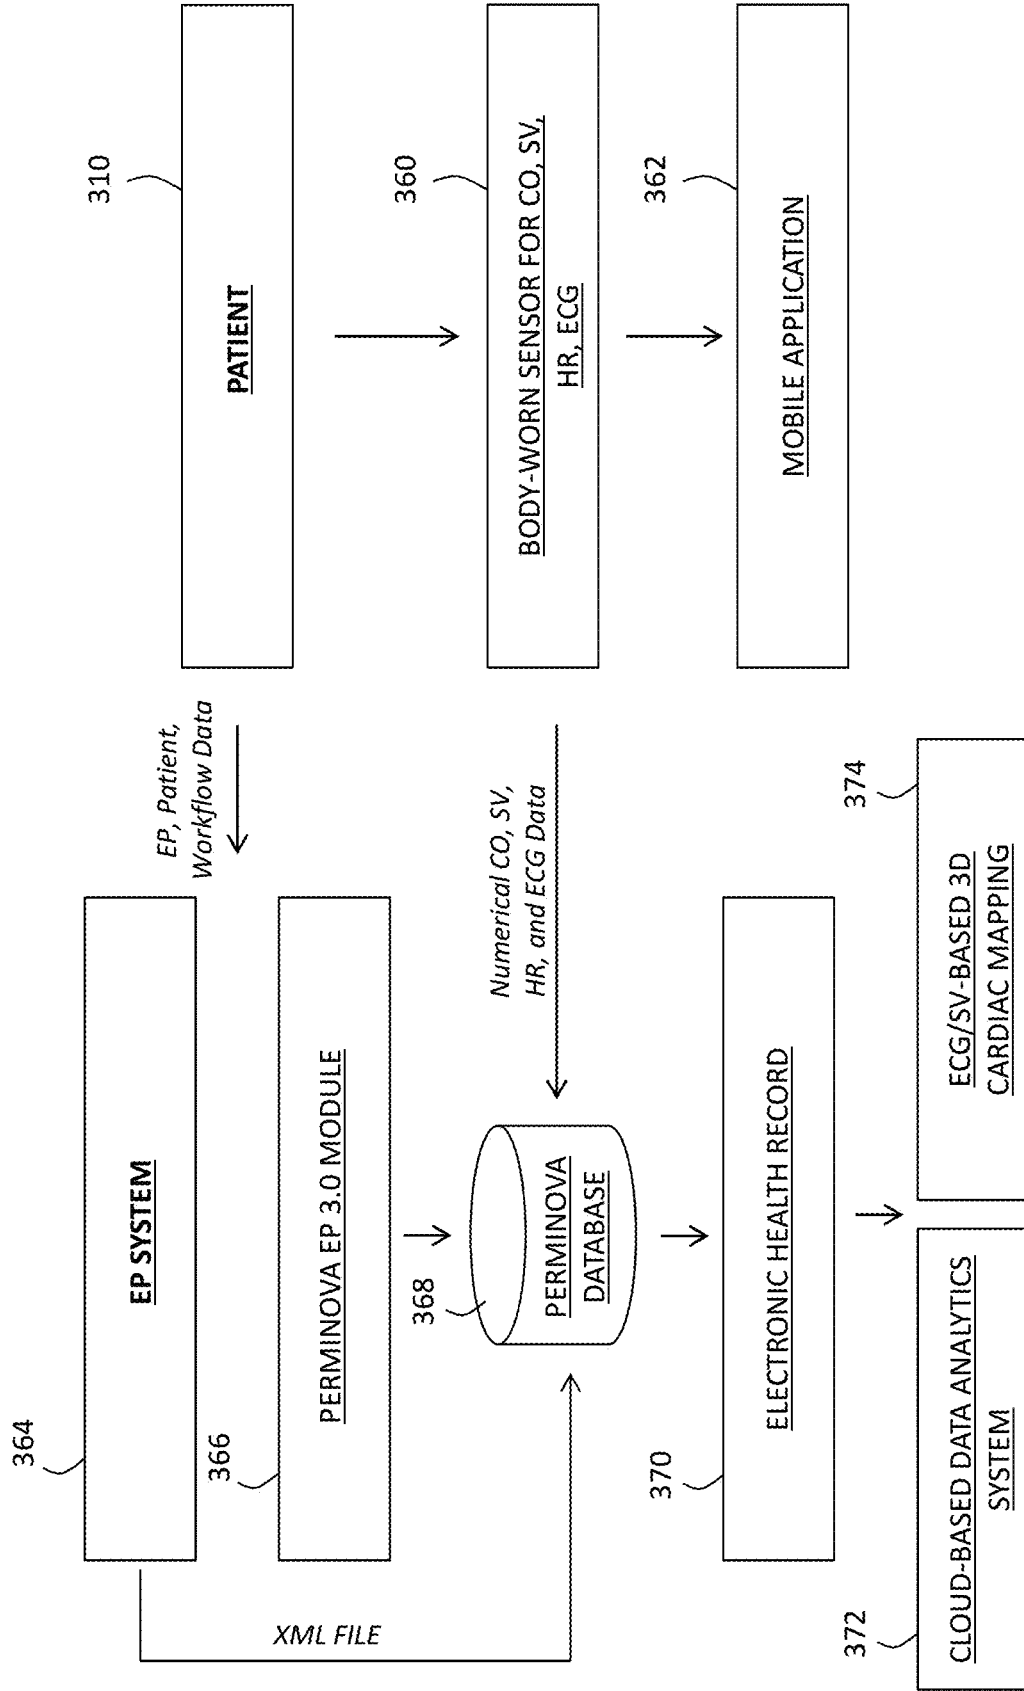 364
EP SYSTEM
366
PERMINOVA EP 3.0 MODULE
XML FILE
368
PERMINOVA
DATABASE
370
ELECTRONIC HEALTH RECORD
372
CLOUD-BASED DATA ANALYTICS
SYSTEM
374
ECG/SV-BASED 3D
CARDIAC MAPPING
EP, Patient,
Workflow Data
Numerical CO, SV,
HR, and ECG Data
310
PATIENT
360
BODY-WORN SENSOR FOR CO, SV,
HR, ECG
362
MOBILE APPLICATION